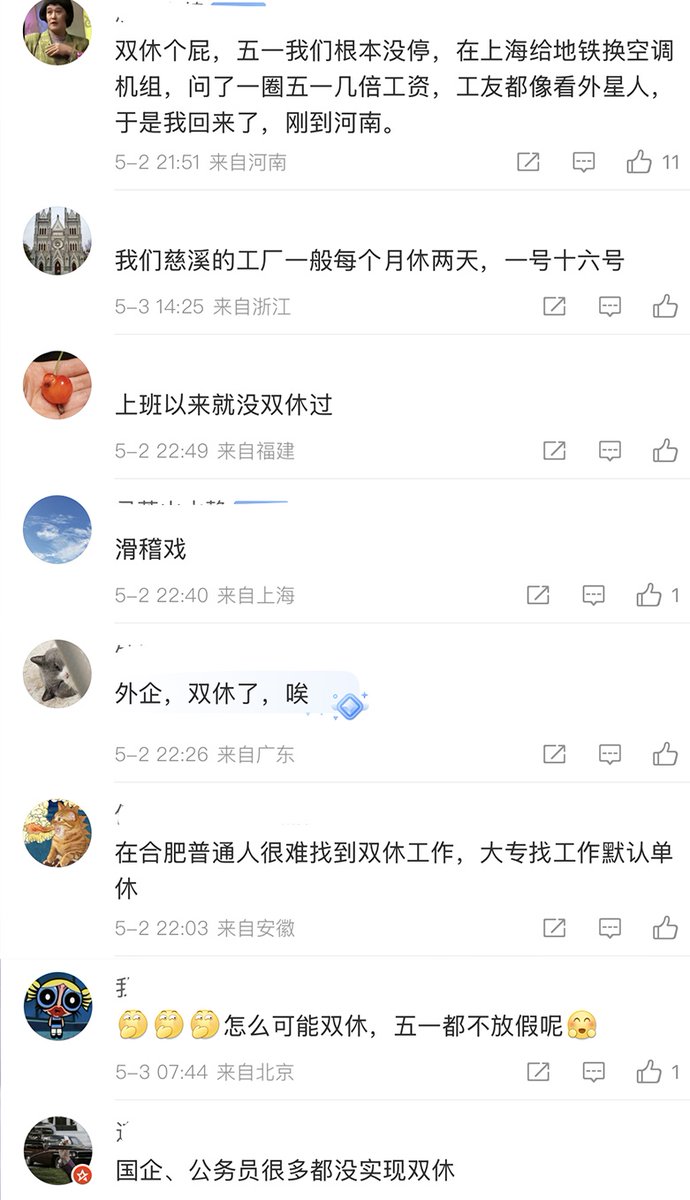 双休个屁，五一我们根本没停，在上海给地铁换空调
机组，问了一圈五一几倍工资，工友都像看外星人，
于是我回来了，刚到河南。
5-2 21:51 来自河南 11
我们慈溪的工厂一般每个月休两天，一号十六号
5-3 14:25 来自浙江
上班以来就没双休过
5-2 22:49 来自福建
滑稽戏
5-2 22:40 来自上海 1
外企，双休了，唉
5-2 22:26 来自广东
在合肥普通人很难找到双休工作，大专找工作默认单
休
5-2 22:03 来自安徽
怎么可能双休，五一都不放假呢
5-3 07:44 来自北京 1
国企、公务员很多都没实现双休